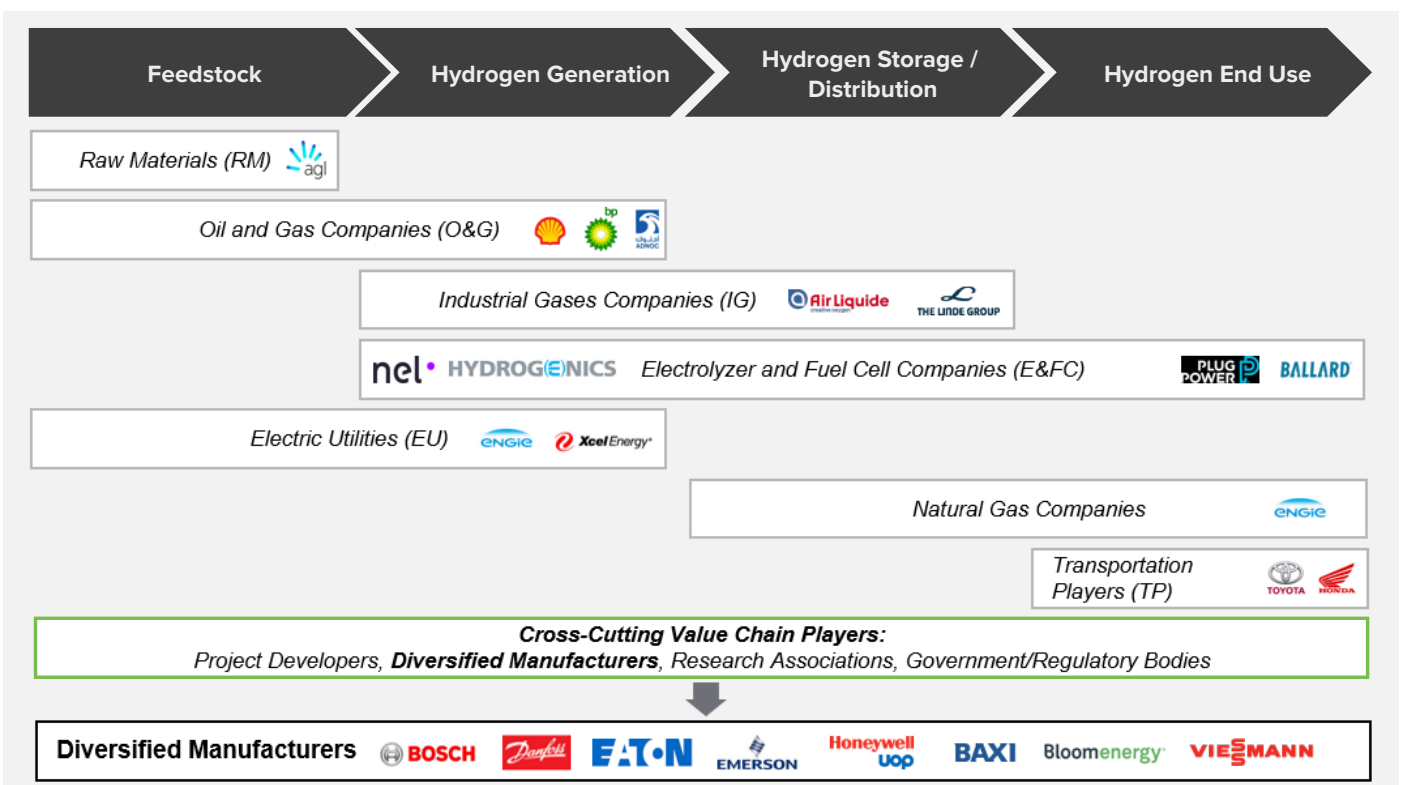 Feedstock
Hydrogen Generation
Hydrogen Storage /
Distribution
Hydrogen End Use
Raw Materials (RM)
agl
Oil and Gas Companies (O&G)
bp
أدنوك
ADNOC
Industrial Gases Companies (IG)
Air Liquide
creative oxygen
THE LINDE GROUP
nel
HYDROGENICS
Electrolyzer and Fuel Cell Companies (E&FC)
PLUG
POWER
BALLARD
Electric Utilities (EU)
ENGIE
Xcel Energy
Natural Gas Companies
ENGIE
Transportation
Players (TP)
TOYOTA
HONDA
Cross-Cutting Value Chain Players:
Project Developers, Diversified Manufacturers, Research Associations, Government/Regulatory Bodies
Diversified Manufacturers
BOSCH
Danfoss
EATON
EMERSON
Honeywell
UOP
BAXI
Bloomenergy
VIESSMANN